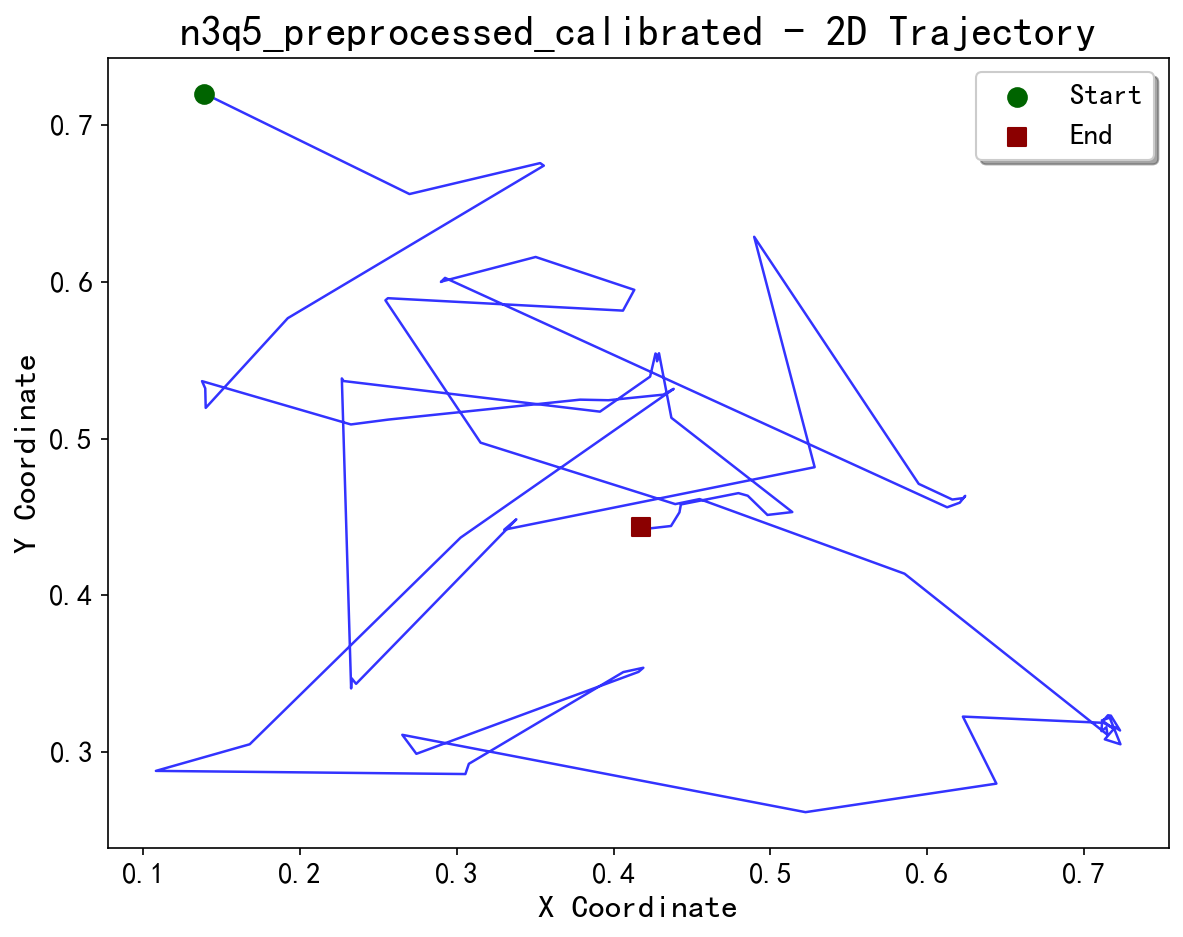 n3q5_preprocessed_calibrated - 2D Trajectory
Start
End
0.7
0.6
0.5
0.4
0.3
Y Coordinate
0.1 0.2 0.3 0.4 0.5 0.6 0.7
X Coordinate